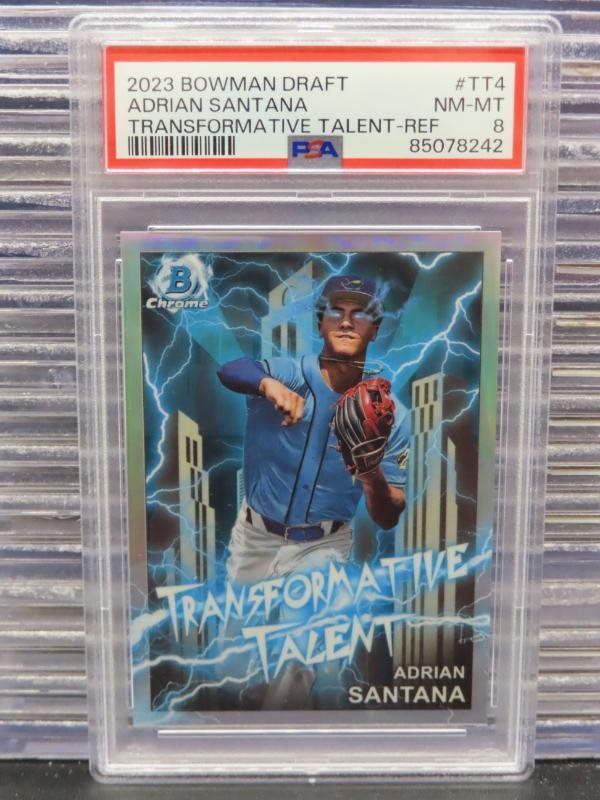 2023 BOWMAN DRAFT #TT4
ADRIAN SANTANA NM-MT
TRANSFORMATIVE TALENT-REF 8
PSA 85078242
B
Chrome
TRANSFORMATIVE
TALENT
ADRIAN
SANTANA